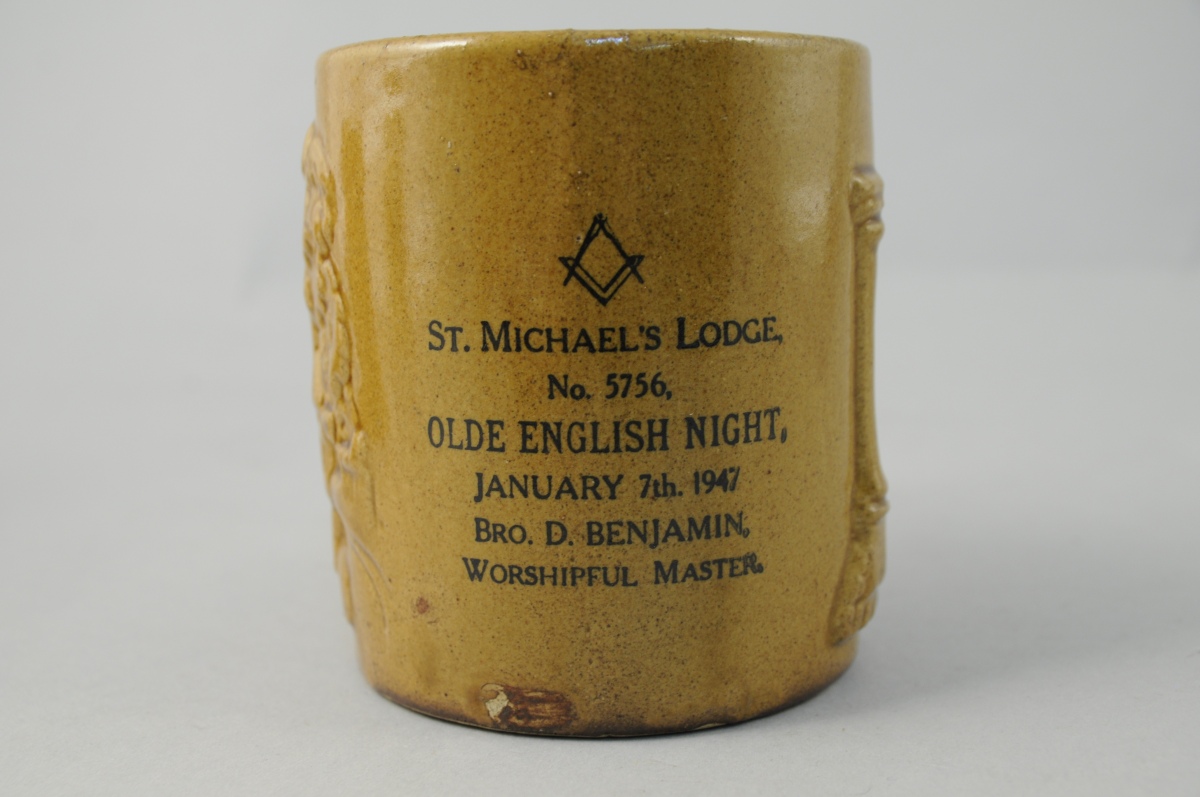 St. Michael's Lodge,
No. 5756,
OLDE ENGLISH NIGHT,
JANUARY 7th. 1947
Bro. D. BENJAMIN,
Worshipful Master.